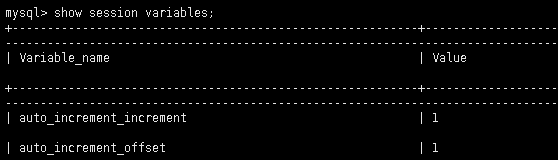 mysql> show session variables;
+--------------------------------------------------+-----------------
--------------------------------------------------------------------
| Variable_name | Value
+--------------------------------------------------+-----------------
--------------------------------------------------------------------
| auto_increment_increment | 1
| auto_increment_offset | 1